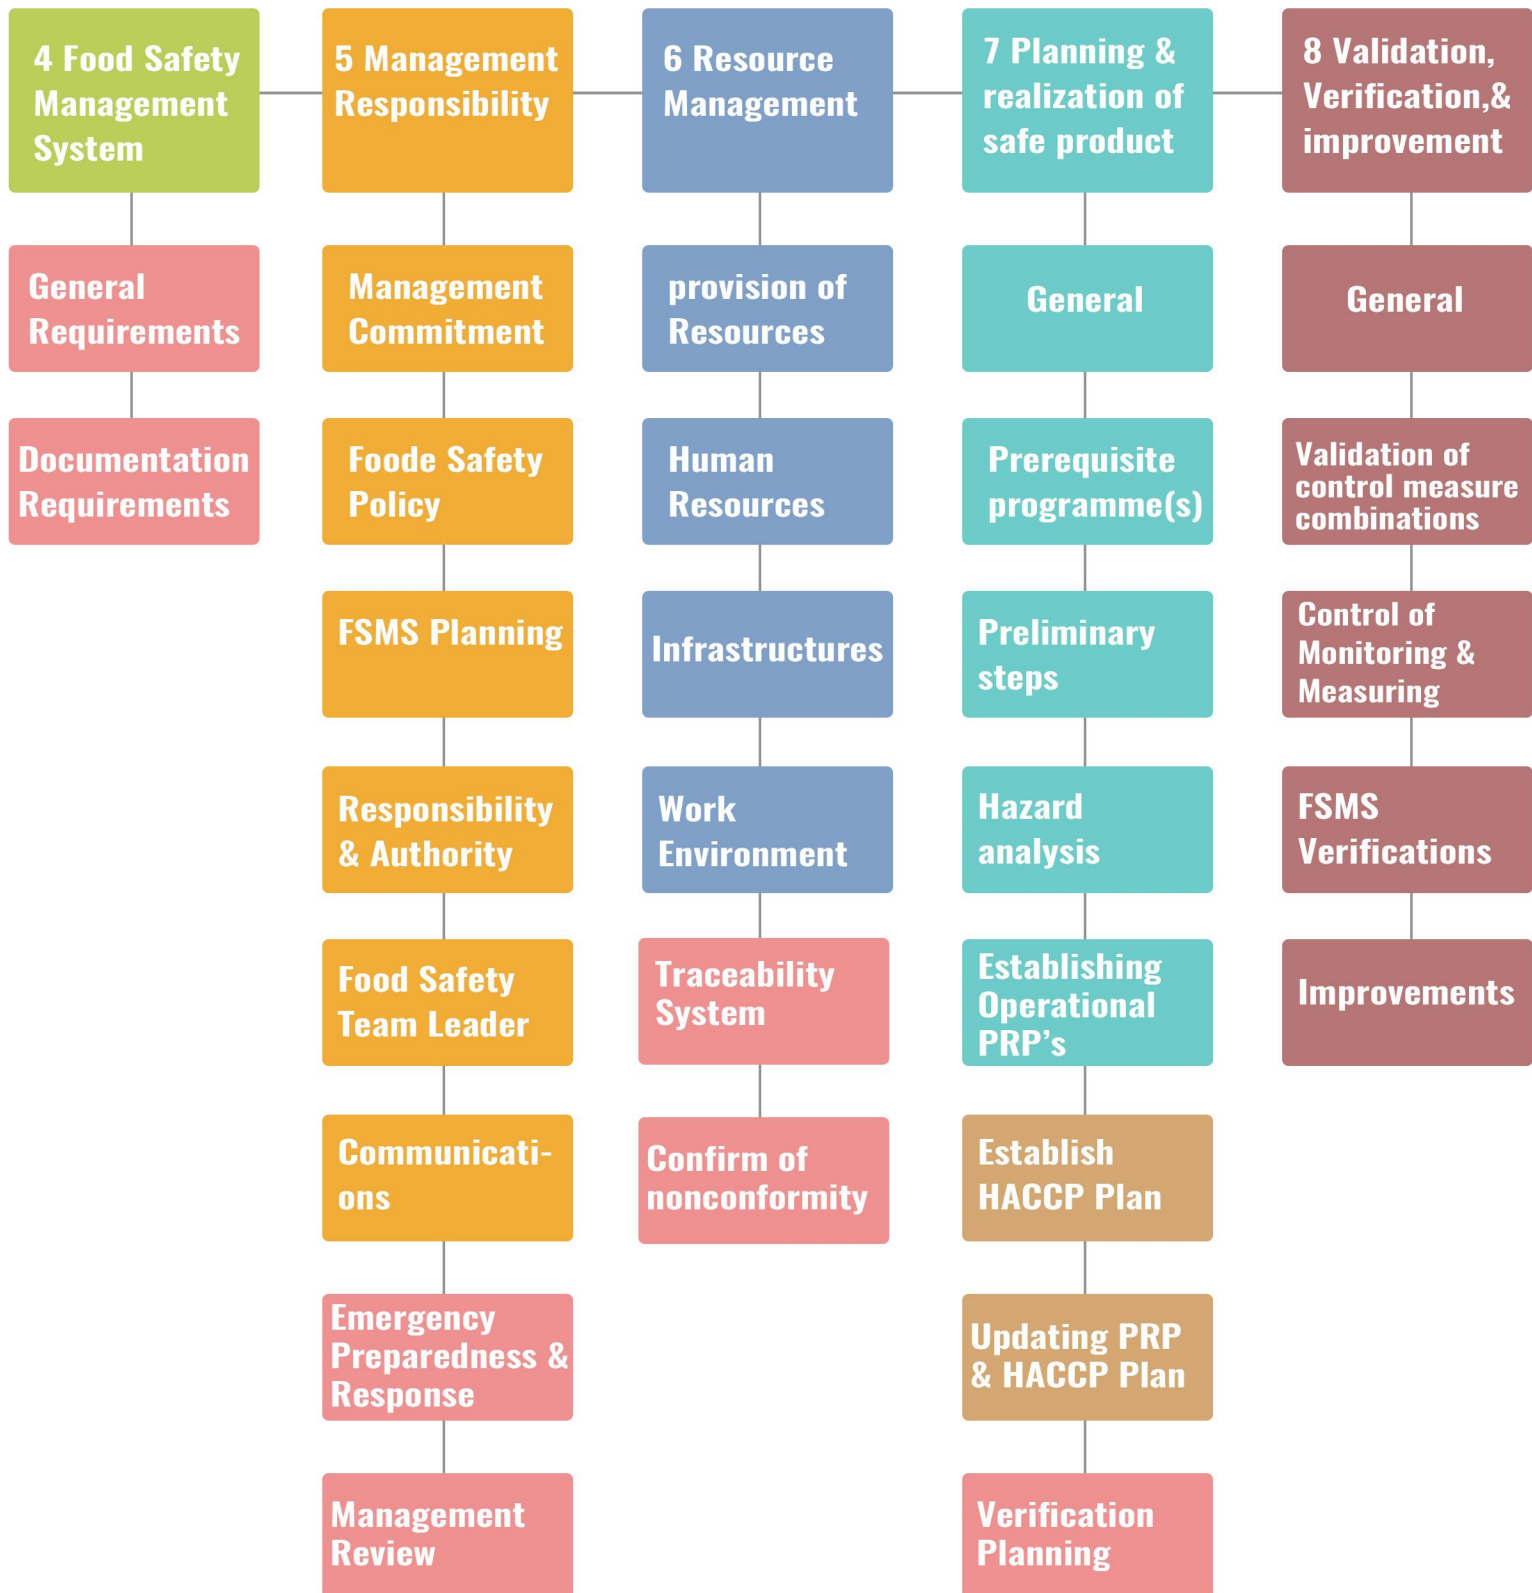 4 Food Safety
Management
System
5 Management
Responsibility
6 Resource
Management
7 Planning &
realization of
safe product
8 Validation,
Verification,&
improvement
General
Requirements
Management
Commitment
provision of
Resources
General
General
Documentation
Requirements
Foode Safety
Policy
Human
Resources
Prerequisite
programme(s)
Validation of
control measure
combinations
FSMS Planning
Infrastructures
Preliminary
steps
Control of
Monitoring &
Measuring
Responsibility
& Authority
Work
Environment
Hazard
analysis
FSMS
Verifications
Food Safety
Team Leader
Traceability
System
Establishing
Operational
PRP’s
Improvements
Communicati-
ons
Confirm of
nonconformity
Establish
HACCP Plan
Emergency
Preparedness &
Response
Updating PRP
& HACCP Plan
Management
Review
Verification
Planning